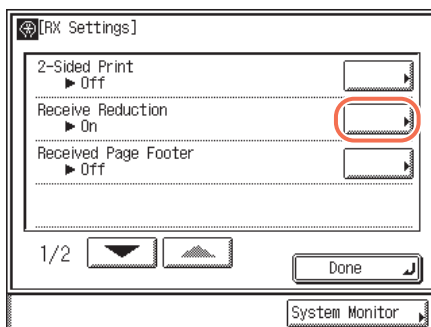 [RX Settings]
2-Sided Print
► Off
Receive Reduction
► On
Received Page Footer
► Off
1/2
Done
System Monitor